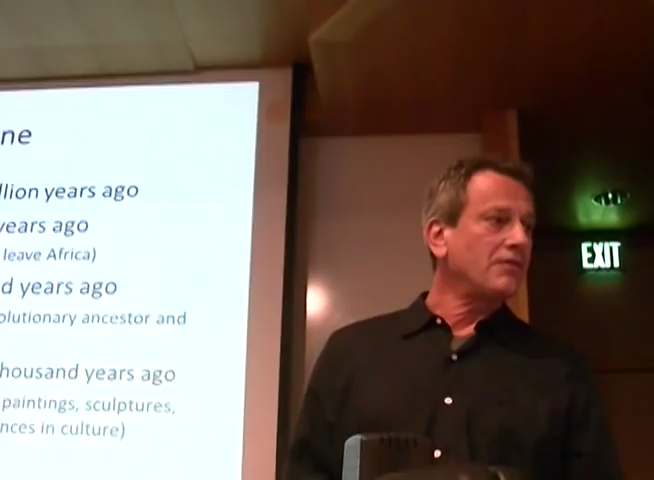 ne
llion years ago
years ago
leave Africa)
d years ago
olutionary ancestor and
housand years ago
paintings, sculptures,
nces in culture)
EXIT